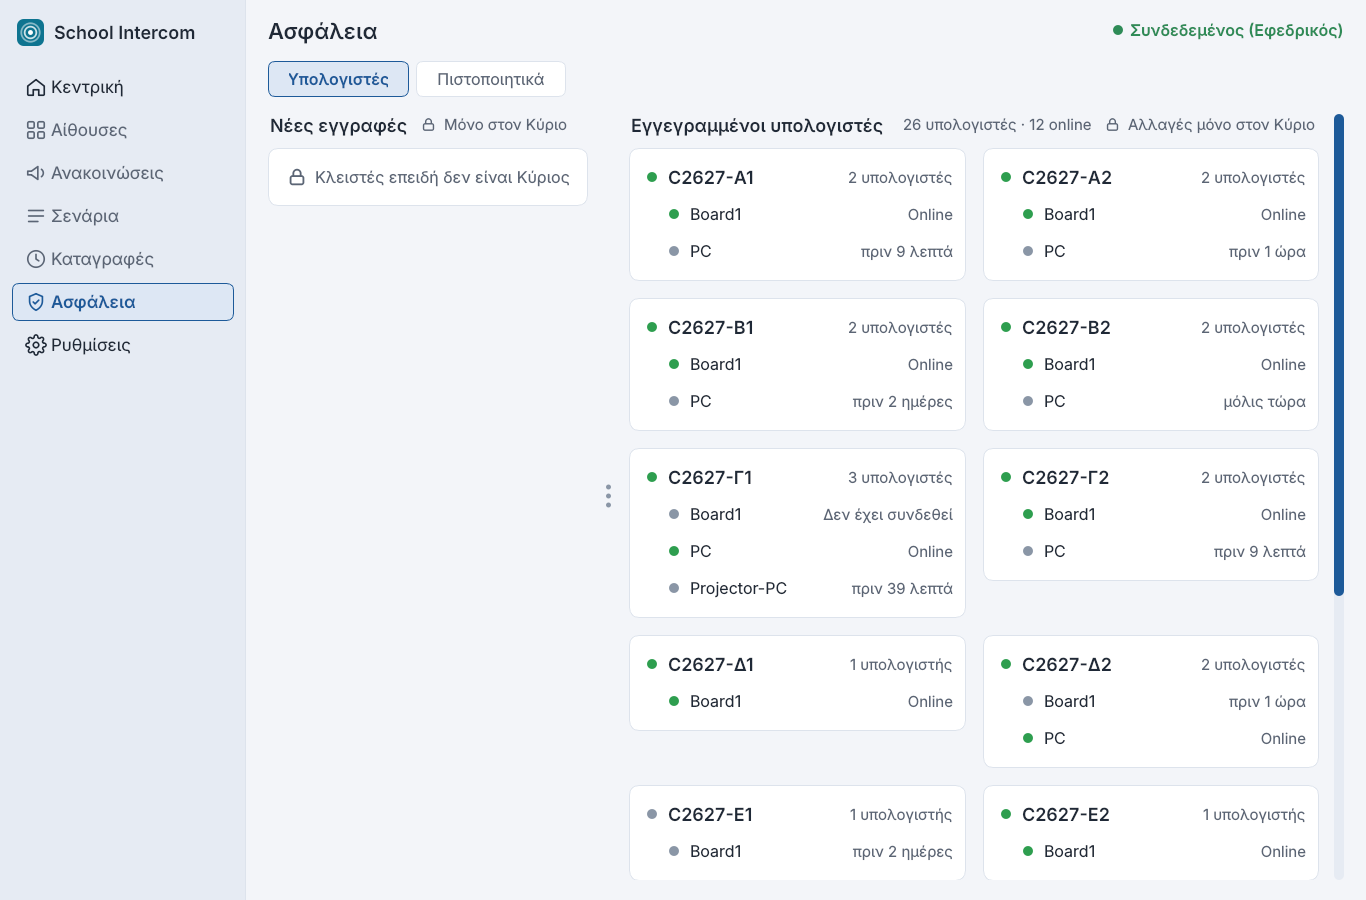 School Intercom
Κεντρική
Αίθουσες
Ανακοινώσεις
Σενάρια
Καταγραφές
Ασφάλεια
Ρυθμίσεις
Ασφάλεια
Συνδεδεμένος (Εφεδρικός)
Υπολογιστές
Πιστοποιητικά
Νέες εγγραφές
Μόνο στον Κύριο
Κλειστές επειδή δεν είναι Κύριος
Εγγεγραμμένοι υπολογιστές
26 υπολογιστές · 12 online
Αλλαγές μόνο στον Κύριο
C2627-A1 2 υπολογιστές
Board1 Online
PC πριν 9 λεπτά
C2627-A2 2 υπολογιστές
Board1 Online
PC πριν 1 ώρα
C2627-B1 2 υπολογιστές
Board1 Online
PC πριν 2 ημέρες
C2627-B2 2 υπολογιστές
Board1 Online
PC μόλις τώρα
C2627-Γ1 3 υπολογιστές
Board1 Δεν έχει συνδεθεί
PC Online
Projector-PC πριν 39 λεπτά
C2627-Γ2 2 υπολογιστές
Board1 Online
PC πριν 9 λεπτά
C2627-Δ1 1 υπολογιστής
Board1 Online
C2627-Δ2 2 υπολογιστές
Board1 πριν 1 ώρα
PC Online
C2627-E1 1 υπολογιστής
Board1 πριν 2 ημέρες
C2627-E2 1 υπολογιστής
Board1 Online